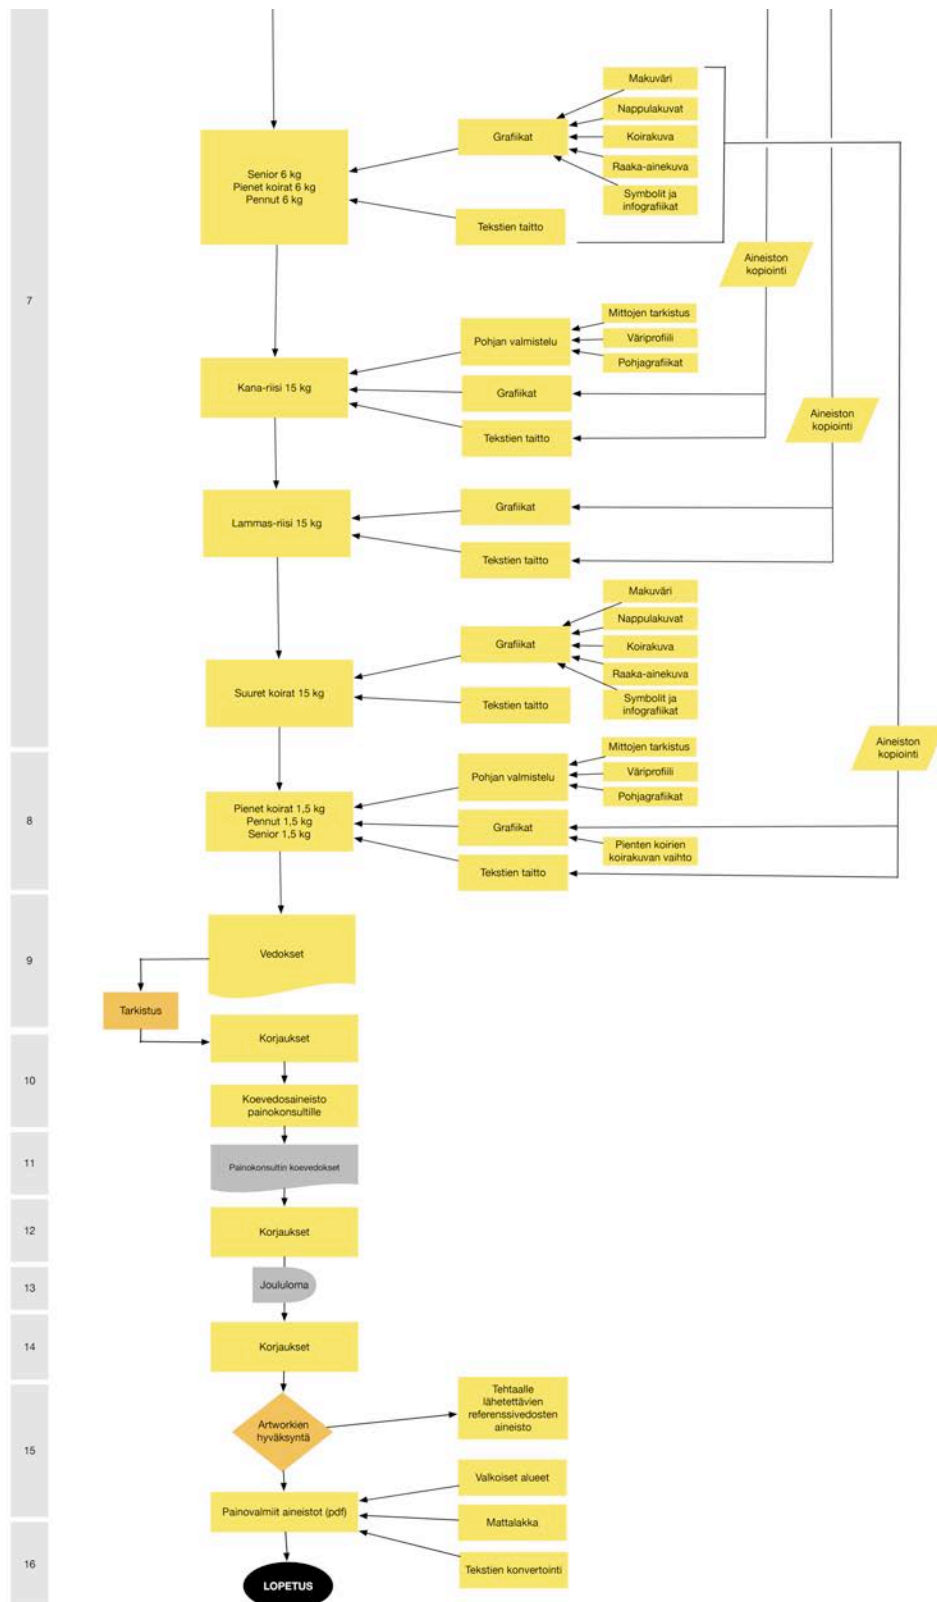 7
Senior 6 kg
Pienet koirat 6 kg
Pennut 6 kg
Grafiikat
Makuväri
Nappulakuvat
Koirakuva
Raaka-ainekuva
Symbolit ja
infografiikat
Tekstien taitto
Aineiston
kopiointi
Kana-riisi 15 kg
Pohjan valmistelu
Mittojen tarkistus
Väriprofiili
Pohjagrafiikat
Grafiikat
Tekstien taitto
Aineiston
kopiointi
Lammas-riisi 15 kg
Grafiikat
Tekstien taitto
Suuret koirat 15 kg
Grafiikat
Makuväri
Nappulakuvat
Koirakuva
Raaka-ainekuva
Symbolit ja
infografiikat
Tekstien taitto
Aineiston
kopiointi
8
Pienet koirat 1,5 kg
Pennut 1,5 kg
Senior 1,5 kg
Pohjan valmistelu
Mittojen tarkistus
Väriprofiili
Pohjagrafiikat
Grafiikat
Pienten koirien
koirakuvan vaihto
Tekstien taitto
9
Vedokset
Tarkistus
10
Korjaukset
Koevedosaineisto
painokonsultille
11
Painokonsultin koevedokset
12
Korjaukset
13
Joululoma
14
Korjaukset
15
Artworkien
hyväksyntä
Tehtaalle
lähetettävien
referenssivedosten
aineisto
Painovalmiit aineistot (pdf)
Valkoiset alueet
Mattalakka
Tekstien konvertointi
16
LOPETUS